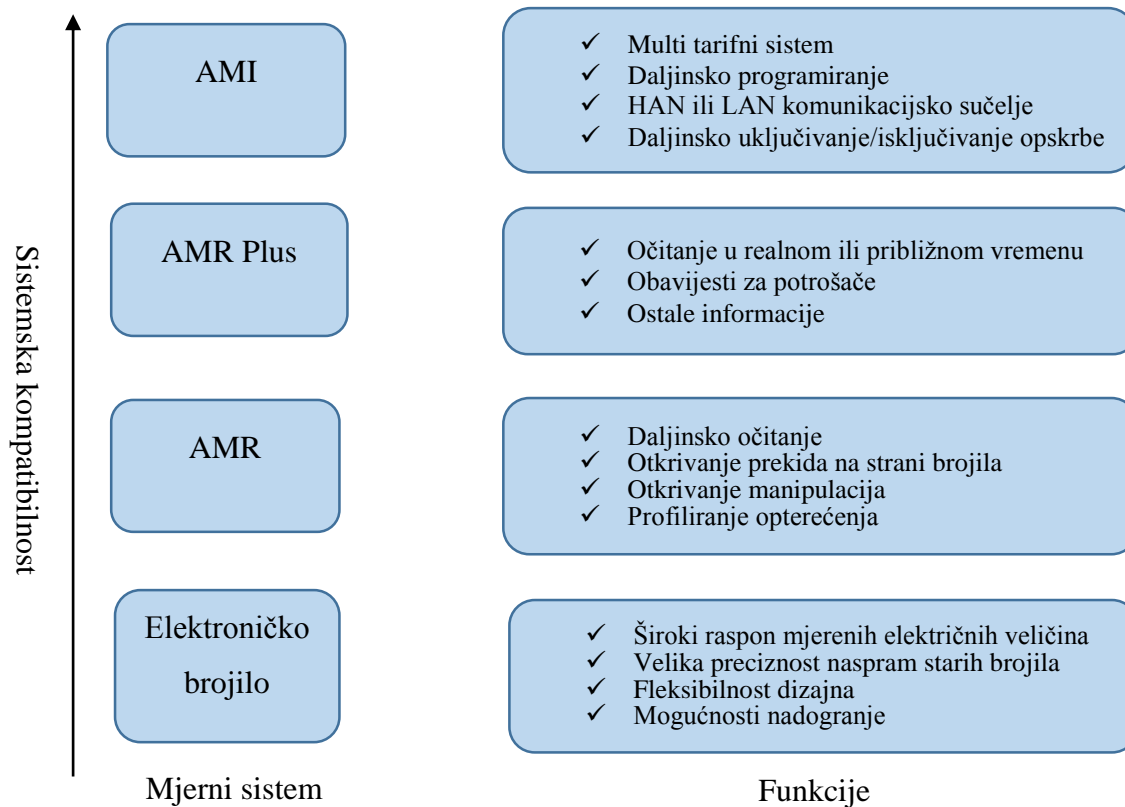 AMI
Multi tarifni sistem
Daljinsko programiranje
HAN ili LAN komunikacijsko sučelje
Daljinsko uključivanje/isključivanje opskrbe
AMR Plus
Očitanje u realnom ili približnom vremenu
Obavijesti za potrošače
Ostale informacije
Sistemska kompatibilnost
AMR
Daljinsko očitanje
Otkrivanje prekida na strani brojila
Otkrivanje manipulacija
Profiliranje opterećenja
Elektroničko
brojilo
Široki raspon mjerenih električnih veličina
Velika preciznost naspram starih brojila
Fleksibilnost dizajna
Mogućnosti nadogranje
Mjerni sistem
Funkcije